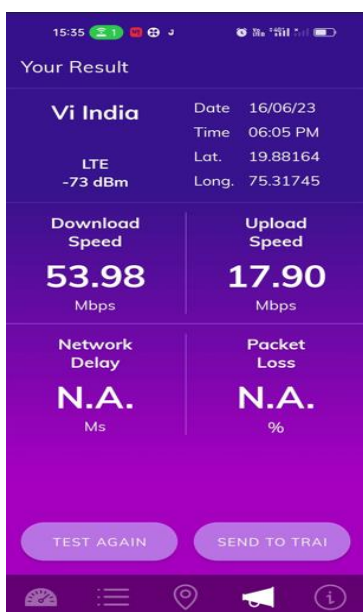 15:35 1
Your Result
Vi India
LTE
-73 dBm
Date 16/06/23
Time 06:05 PM
Lat. 19.88164
Long. 75.31745
Download
Speed
53.98
Mbps
Upload
Speed
17.90
Mbps
Network
Delay
N.A.
Ms
Packet
Loss
N.A.
%
TEST AGAIN
SEND TO TRAI